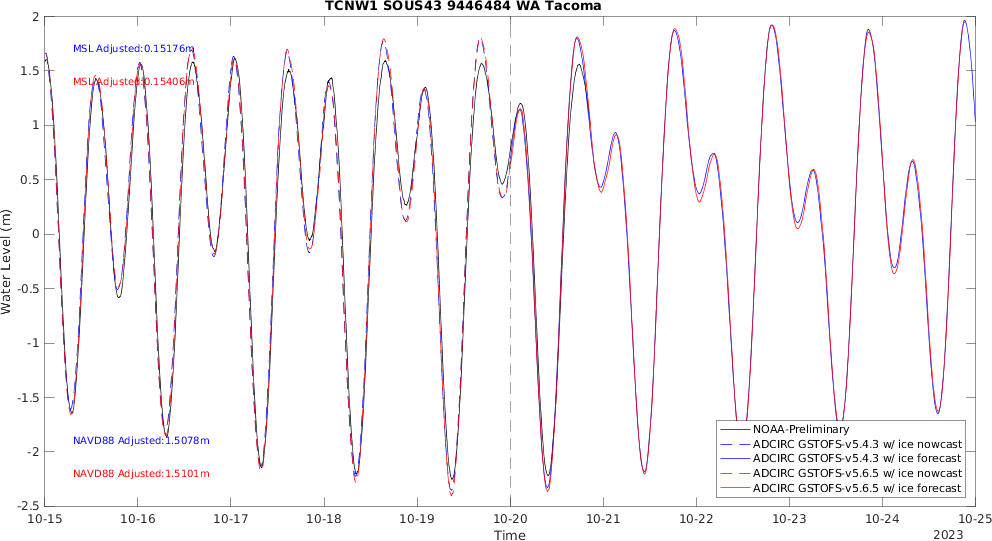 TCNW1 SOUS43 9446484 WA Tacoma
MSL Adjusted:0.15176m
MSL Adjusted:0.15406m
NAVD88 Adjusted:1.5078m
NAVD88 Adjusted:1.5101m
Water Level (m)
2
1.5
1
0.5
0
-0.5
-1
-1.5
-2
-2.5
NOAA-Preliminary
ADCIRC GSTOFS-v5.4.3 w/ ice nowcast
ADCIRC GSTOFS-v5.4.3 w/ ice forecast
ADCIRC GSTOFS-v5.6.5 w/ ice nowcast
ADCIRC GSTOFS-v5.6.5 w/ ice forecast
10-15 10-16 10-17 10-18 10-19 10-20 10-21 10-22 10-23 10-24 10-25
Time
2023